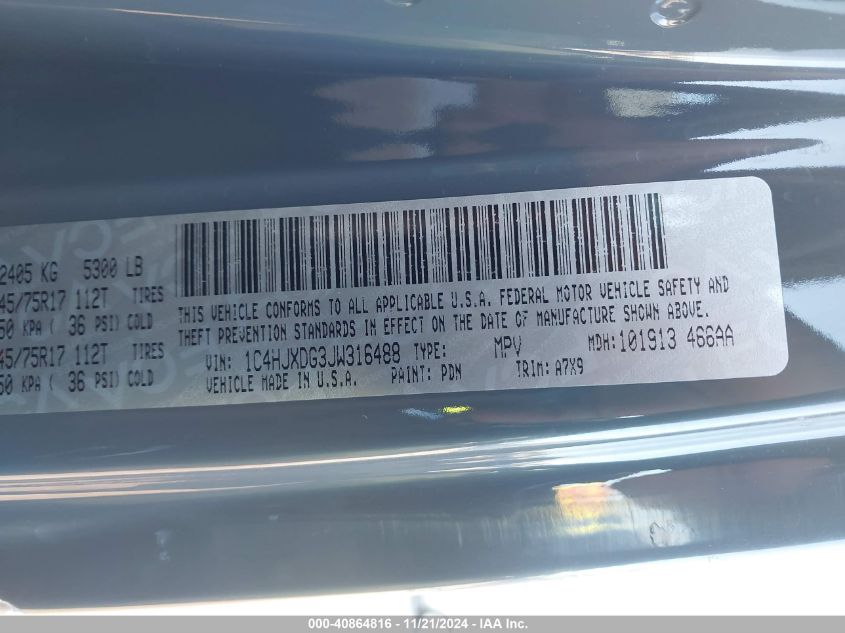 2405 KG 5300 LB
45/75R17 112T TIRES
50 KPA ( 36 PSI) COLD
45/75R17 112T TIRES
50 KPA ( 36 PSI) COLD
THIS VEHICLE CONFORMS TO ALL APPLICABLE U.S.A. FEDERAL MOTOR VEHICLE SAFETY AND
THEFT PREVENTION STANDARDS IN EFFECT ON THE DATE OF MANUFACTURE SHOWN ABOVE.
VIN: 1C4HJXDG3JW316488 TYPE: MPV MDH: 101913 466AA
VEHICLE MADE IN U.S.A. PAINT: PDN TRIM: A7X9
000-40864816 - 11/21/2024 - IAA Inc.